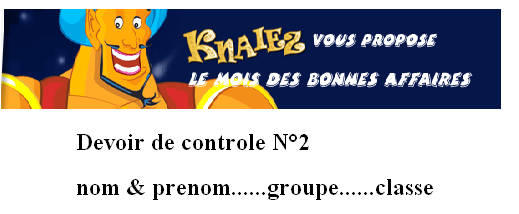 KNAIEZ VOUS PROPOSE
LE MOIS DES BONNES AFFAIRES
Devoir de controle N°2
nom & prenom......groupe......classe